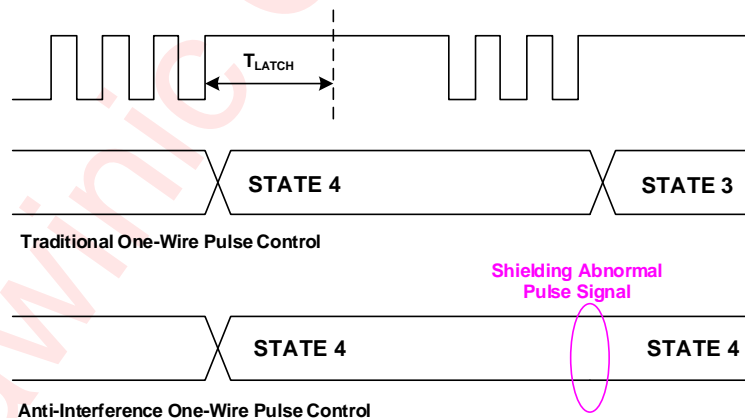 TLATCH
STATE 4
STATE 3
Traditional One-Wire Pulse Control
Shielding Abnormal
Pulse Signal
STATE 4
STATE 4
Anti-Interference One-Wire Pulse Control
awinic